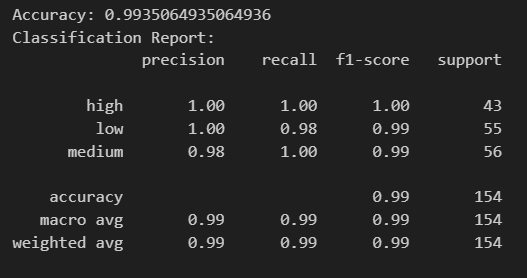 Accuracy: 0.9935064935064936
Classification Report:
precision recall f1-score support
high 1.00 1.00 1.00 43
low 1.00 0.98 0.99 55
medium 0.98 1.00 0.99 56
accuracy 0.99 154
macro avg 0.99 0.99 0.99 154
weighted avg 0.99 0.99 0.99 154